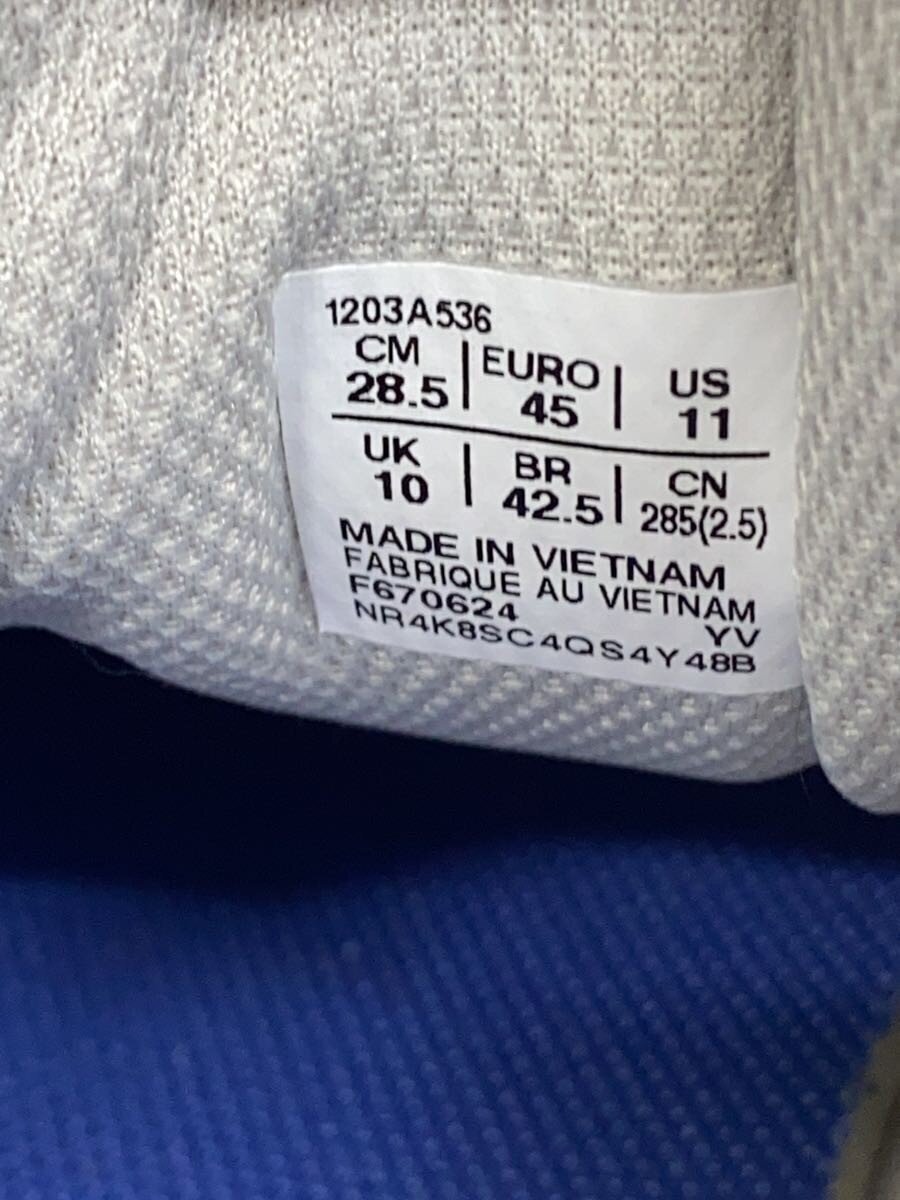 1203A536
CM | EURO | US
28.5 | 45 | 11
UK | BR | CN
10 | 42.5 | 285(2.5)
MADE IN VIETNAM
FABRIQUE AU VIETNAM
F670624 YV
NR4K8SC4QS4Y48B